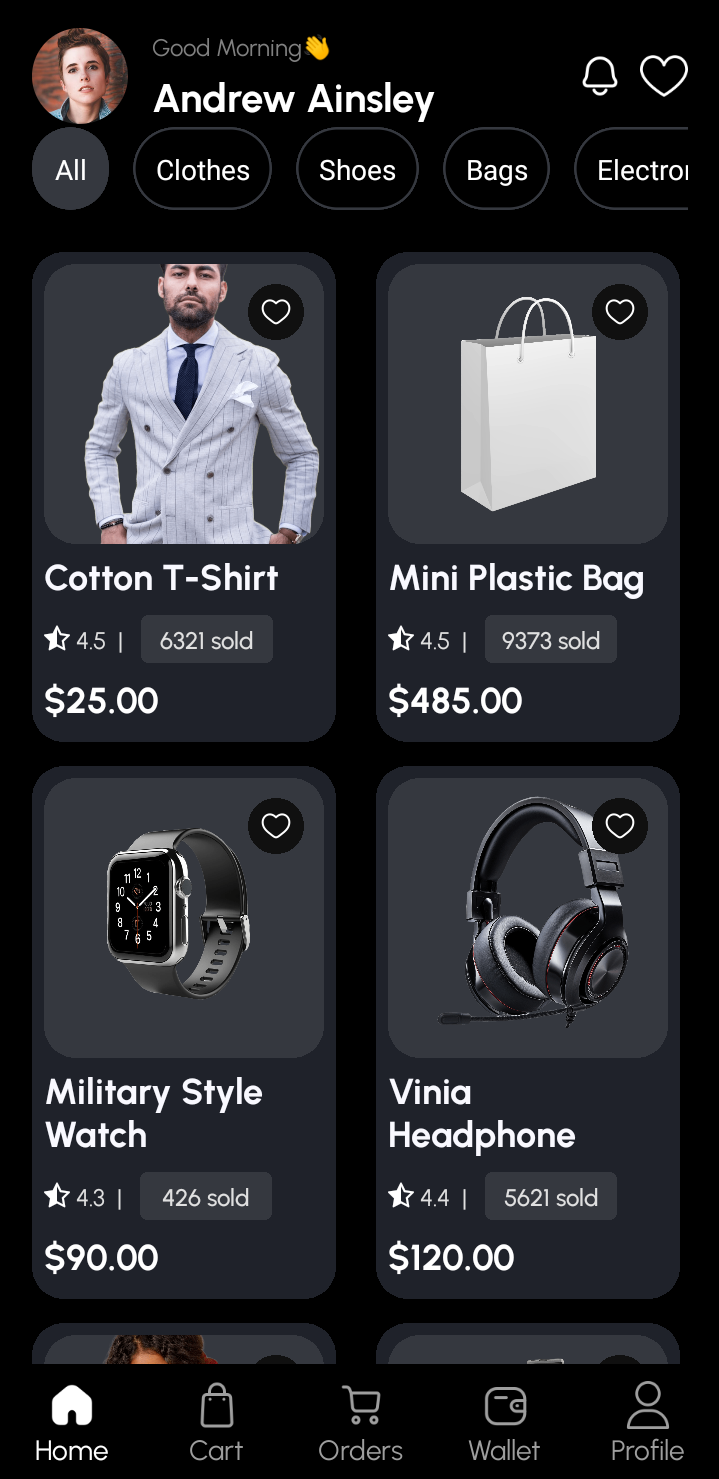 Good Morning👋
Andrew Ainsley
All
Clothes
Shoes
Bags
Electron
Cotton T-Shirt
4.5 | 6321 sold
$25.00
Mini Plastic Bag
4.5 | 9373 sold
$485.00
Military Style
Watch
4.3 | 426 sold
$90.00
Vinia
Headphone
4.4 | 5621 sold
$120.00
Home
Cart
Orders
Wallet
Profile